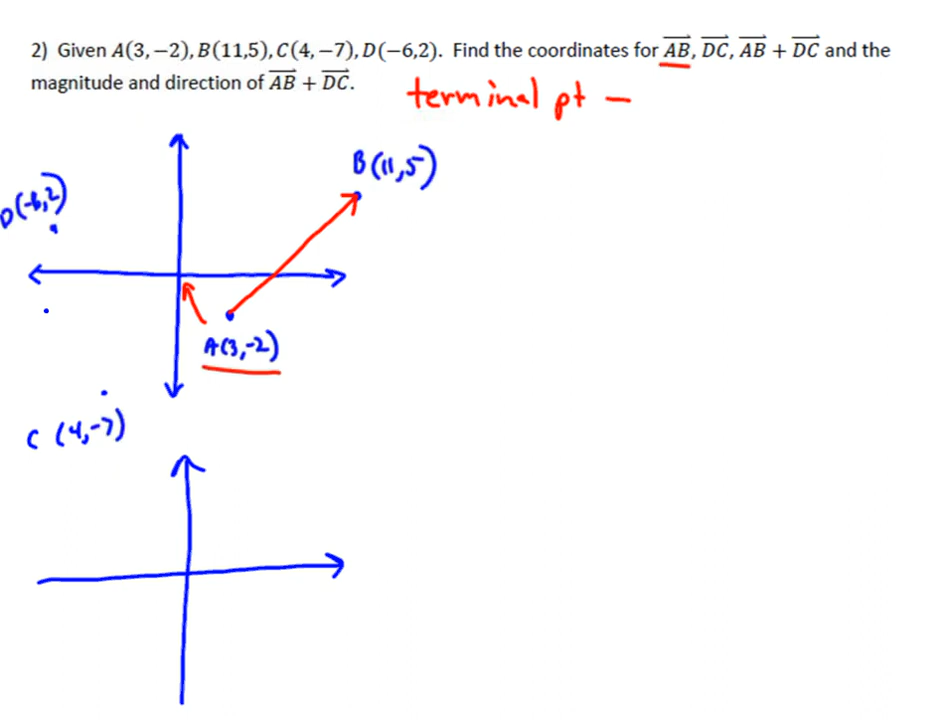 2) Given A(3, −2), B(11,5), C(4, −7), D(−6,2). Find the coordinates for AB, DC, AB + DC and the
magnitude and direction of AB + DC.
terminal pt −
B(11,5)
D(-6,2)
A(3,-2)
C (4,-7)